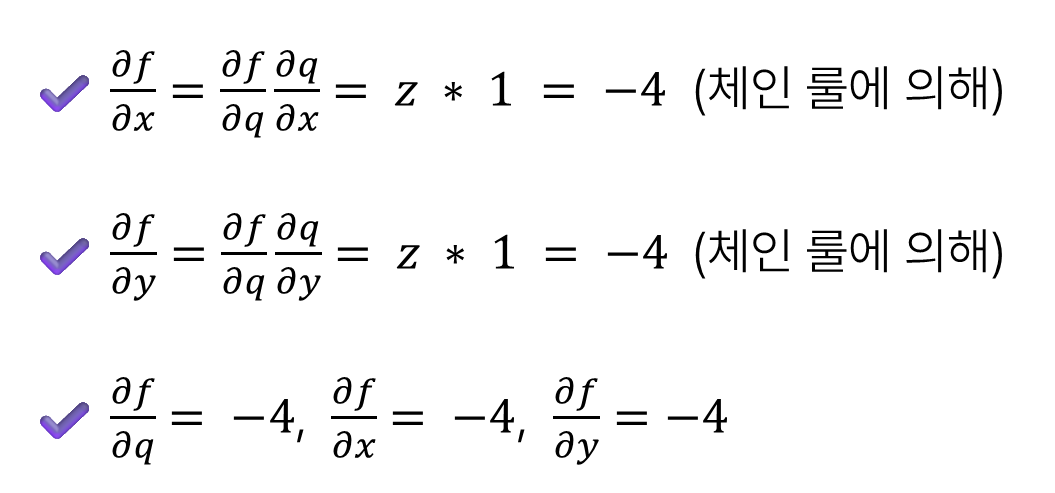 ✔ ∂f/∂x = ∂f/∂q ∂q/∂x = z * 1 = −4 (체인 룰에 의해)
✔ ∂f/∂y = ∂f/∂q ∂q/∂y = z * 1 = −4 (체인 룰에 의해)
✔ ∂f/∂q = −4, ∂f/∂x = −4, ∂f/∂y = −4